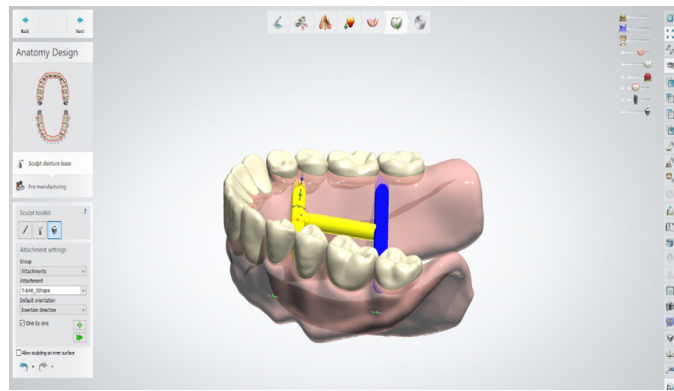 Back
Next
Anatomy Design
Sculpt denture base
Pre-manufacturing
Sculpt toolkit
?
Attachment settings
Group
Attachments
Attachment
Default orientation
Insertion direction
One by one
Allow sculpting on inner surface